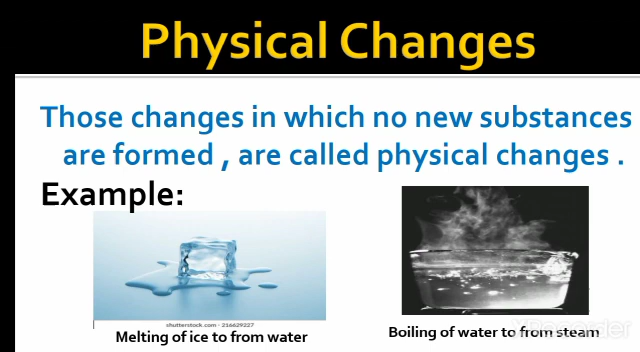 Physical Changes
Those changes in which no new substances
are formed , are called physical changes .
Example:
shutterstock.com - 216629227
Melting of ice to from water
Boiling of water to from steam